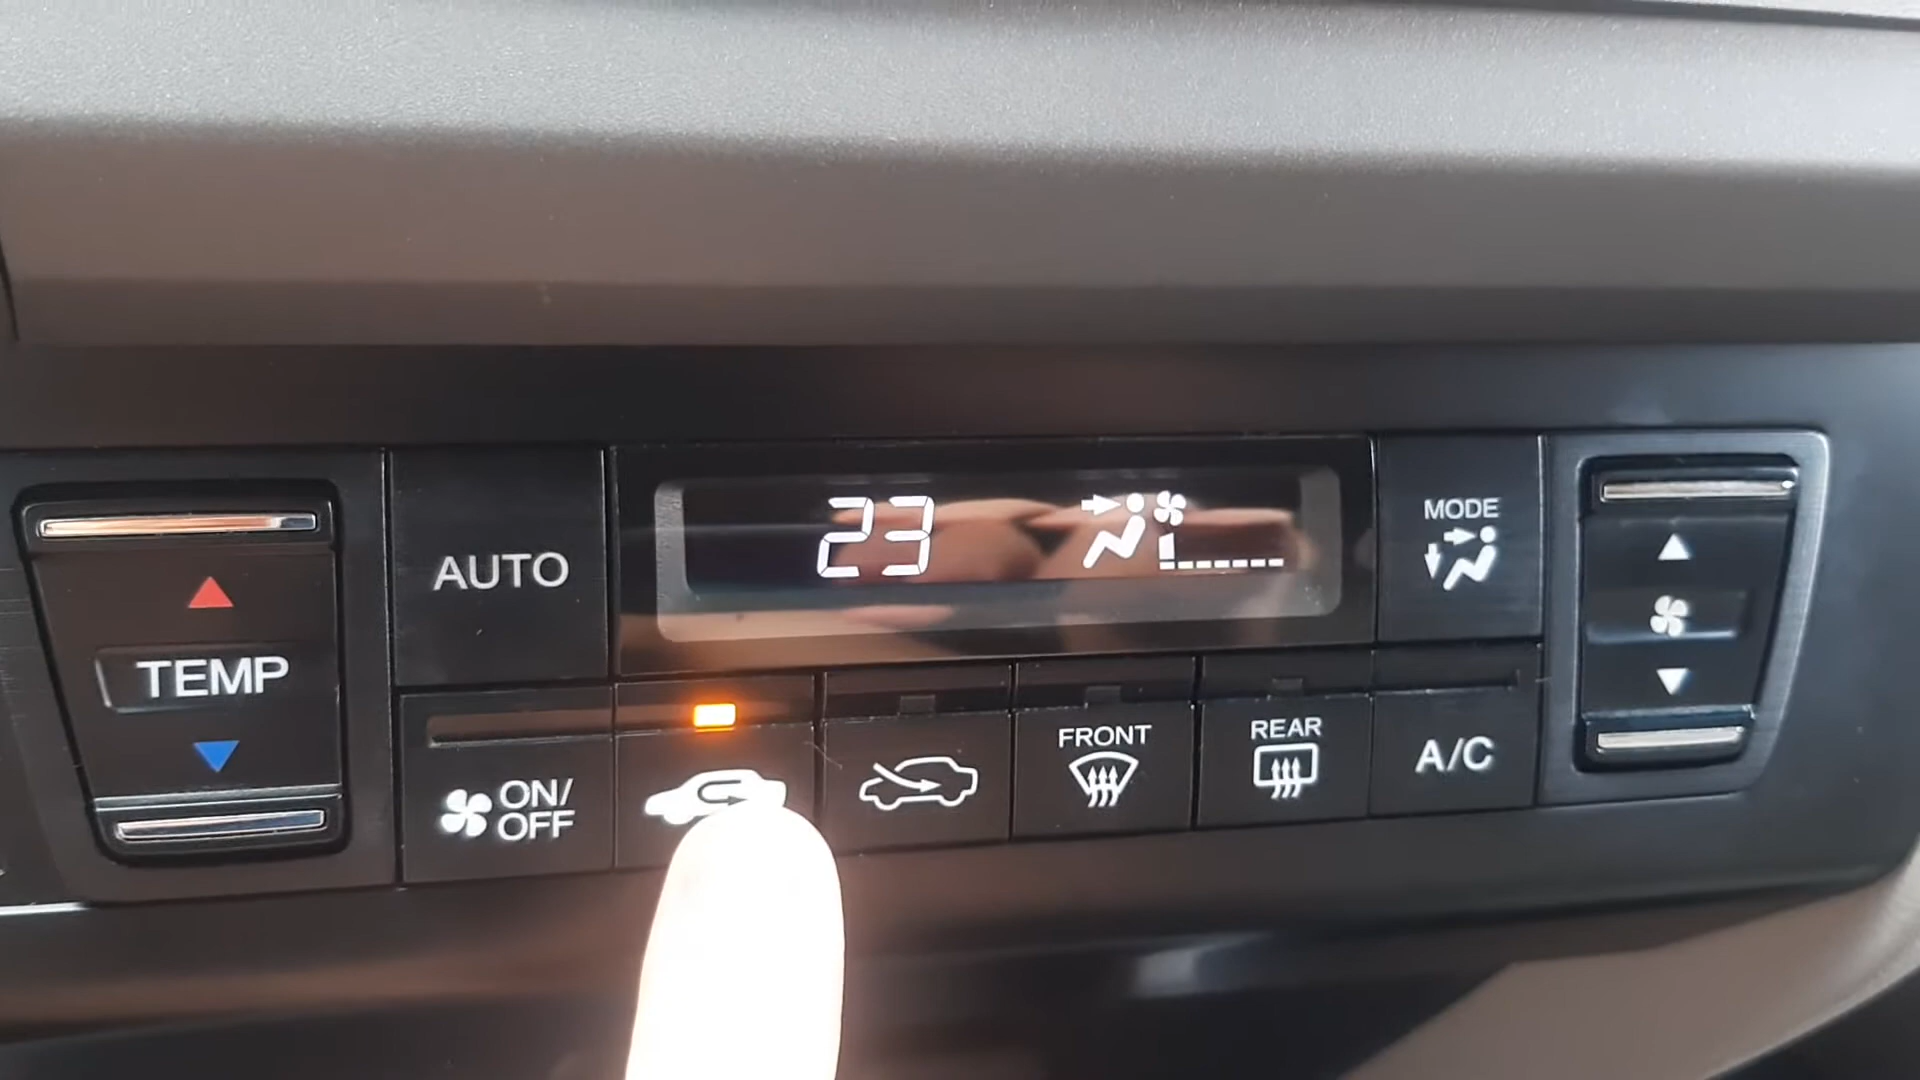 23
MODE
AUTO
TEMP
ON/
OFF
FRONT
REAR
A/C